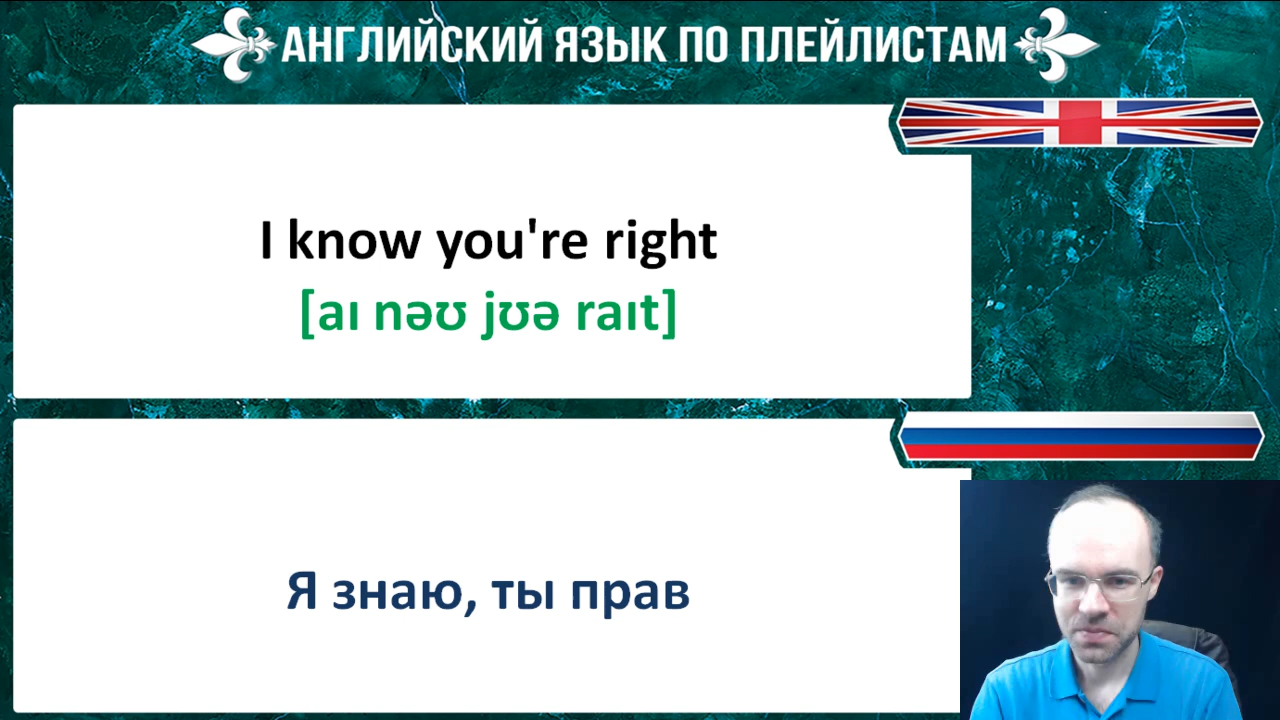 АНГЛИЙСКИЙ ЯЗЫК ПО ПЛЕЙЛИСТАМ
I know you're right
[aɪ nəʊ jʊə raɪt]
Я знаю, ты прав